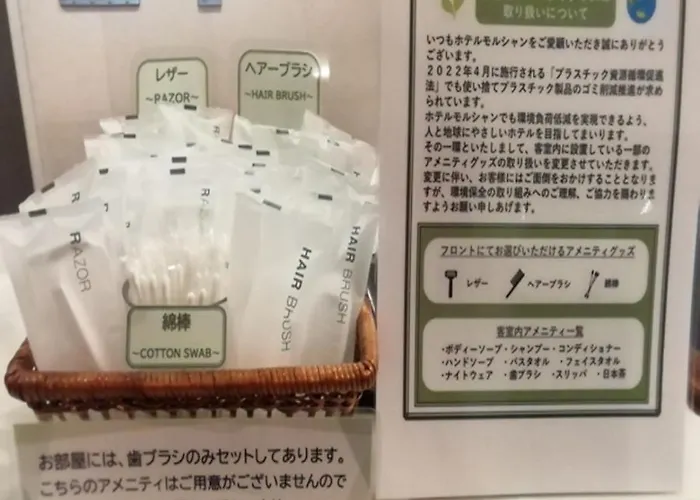 レザー
~RAZOR~
ヘアーブラシ
~HAIR BRUSH~
RAZOR
HAIR BRUSH
HAIR BRUSH
綿棒
~COTTON SWAB~
お部屋には、歯ブラシのみセットしてあります。
こちらのアメニティはご用意がございませんので
取り扱いについて
いつもホテルモルシャンをご愛顧いただき誠にありがとう
ございます。
2022年4月に施行される「プラスチック資源循環促進
法」でも使い捨てプラスチック製品のゴミ削減推進が求め
られています。
ホテルモルシャンでも環境負荷低減を実現できるよう、
人と地球にやさしいホテルを目指してまいります。
その一環といたしまして、客室内に設置している一部の
アメニティグッズの取り扱いを変更させていただきます。
変更に伴い、お客様にはご面倒をおかけすることとなりま
すが、環境保全の取り組みへのご理解、ご協力を賜わりま
すようお願い申しあげます。
フロントにてお選びいただけるアメニティグッズ
レザー ヘアーブラシ 綿棒
客室内アメニティ一覧
・ボディーソープ・シャンプー・コンディショナー
・ハンドソープ ・バスタオル ・フェイスタオル
・ナイトウェア ・歯ブラシ ・スリッパ ・日本茶